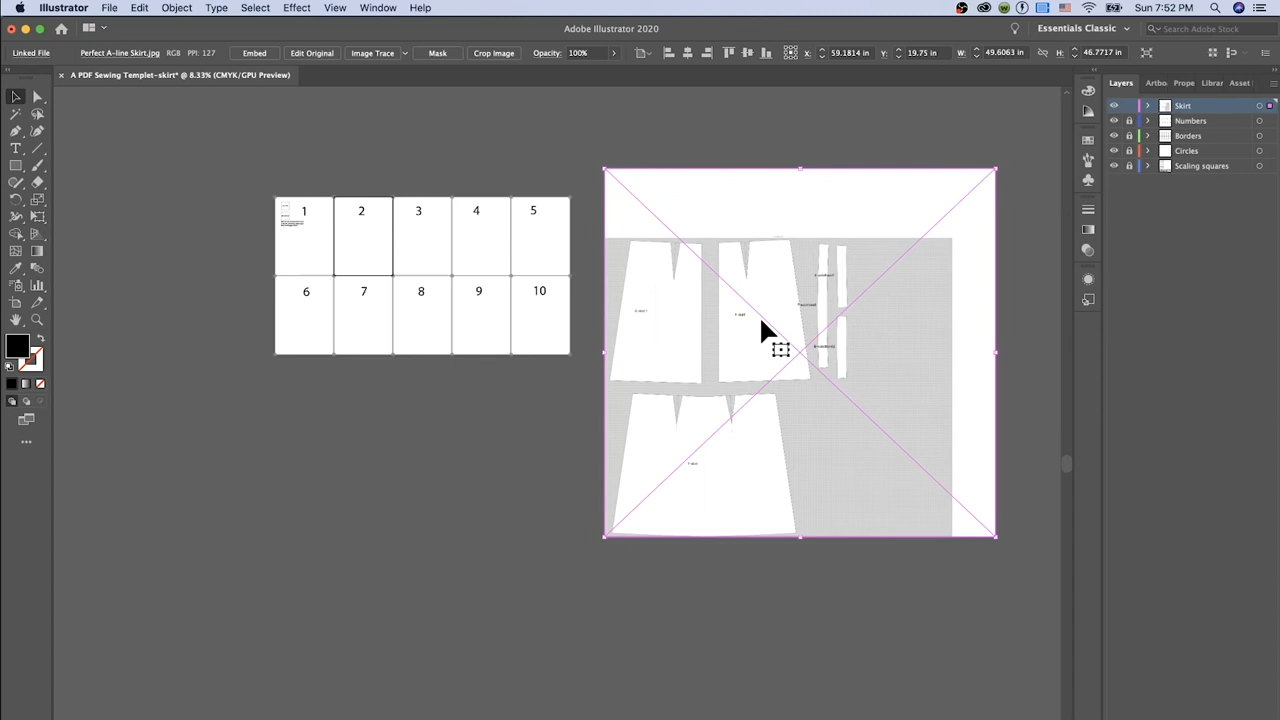 Illustrator File Edit Object Type Select Effect View Window Help Sun 7:52 PM
Adobe Illustrator 2020 Essentials Classic Search Adobe Stock
Linked File Perfect A-line Skirt.jpg RGB PPI: 127 Embed Edit Original Image Trace Mask Crop Image Opacity: 100% X: 59.1814 in Y: 19.75 in W: 49.6063 in H: 46.7717 in
A PDF Sewing Templet-skirt* @ 8.33% (CMYK/GPU Preview)
Layers Artbo Prope Librar Asset
Skirt
Numbers
Borders
Circles
Scaling squares
1 2 3 4 5
6 7 8 9 10